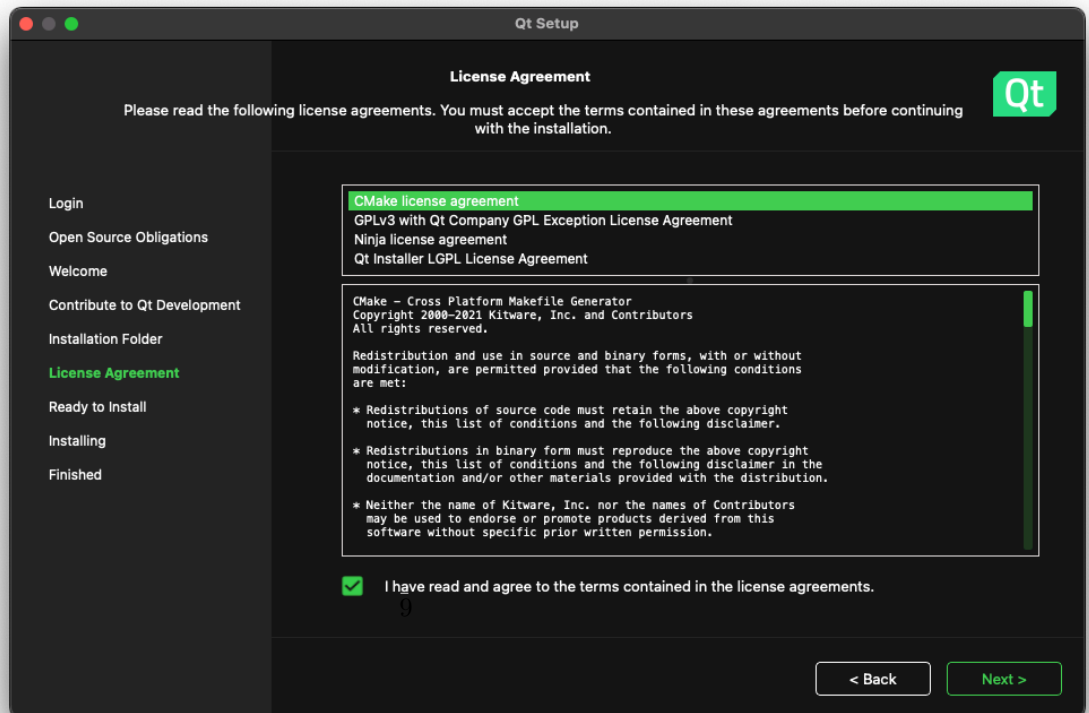 Qt Setup
License Agreement
Qt
Please read the following license agreements. You must accept the terms contained in these agreements before continuing
with the installation.
Login
Open Source Obligations
Welcome
Contribute to Qt Development
Installation Folder
License Agreement
Ready to Install
Installing
Finished
CMake license agreement
GPLv3 with Qt Company GPL Exception License Agreement
Ninja license agreement
Qt Installer LGPL License Agreement
CMake - Cross Platform Makefile Generator
Copyright 2000-2021 Kitware, Inc. and Contributors
All rights reserved.
Redistribution and use in source and binary forms, with or without
modification, are permitted provided that the following conditions
are met:
* Redistributions of source code must retain the above copyright
notice, this list of conditions and the following disclaimer.
* Redistributions in binary form must reproduce the above copyright
notice, this list of conditions and the following disclaimer in the
documentation and/or other materials provided with the distribution.
* Neither the name of Kitware, Inc. nor the names of Contributors
may be used to endorse or promote products derived from this
software without specific prior written permission.
I have read and agree to the terms contained in the license agreements.
9
< Back
Next >